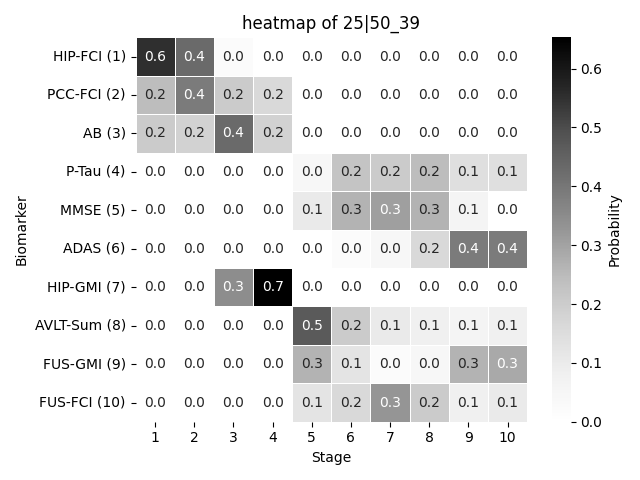 heatmap of 25|50_39
HIP-FCI (1) 0.6 0.4 0.0 0.0 0.0 0.0 0.0 0.0 0.0 0.0
PCC-FCI (2) 0.2 0.4 0.2 0.2 0.0 0.0 0.0 0.0 0.0 0.0
AB (3) 0.2 0.2 0.4 0.2 0.0 0.0 0.0 0.0 0.0 0.0
P-Tau (4) 0.0 0.0 0.0 0.0 0.0 0.2 0.2 0.2 0.1 0.1
MMSE (5) 0.0 0.0 0.0 0.0 0.1 0.3 0.3 0.3 0.1 0.0
ADAS (6) 0.0 0.0 0.0 0.0 0.0 0.0 0.0 0.2 0.4 0.4
HIP-GMI (7) 0.0 0.0 0.3 0.7 0.0 0.0 0.0 0.0 0.0 0.0
AVLT-Sum (8) 0.0 0.0 0.0 0.0 0.5 0.2 0.1 0.1 0.1 0.1
FUS-GMI (9) 0.0 0.0 0.0 0.0 0.3 0.1 0.0 0.0 0.3 0.3
FUS-FCI (10) 0.0 0.0 0.0 0.0 0.1 0.2 0.3 0.2 0.1 0.1
1 2 3 4 5 6 7 8 9 10
Stage
Biomarker
0.6
0.5
0.4
0.3
0.2
0.1
0.0
Probability